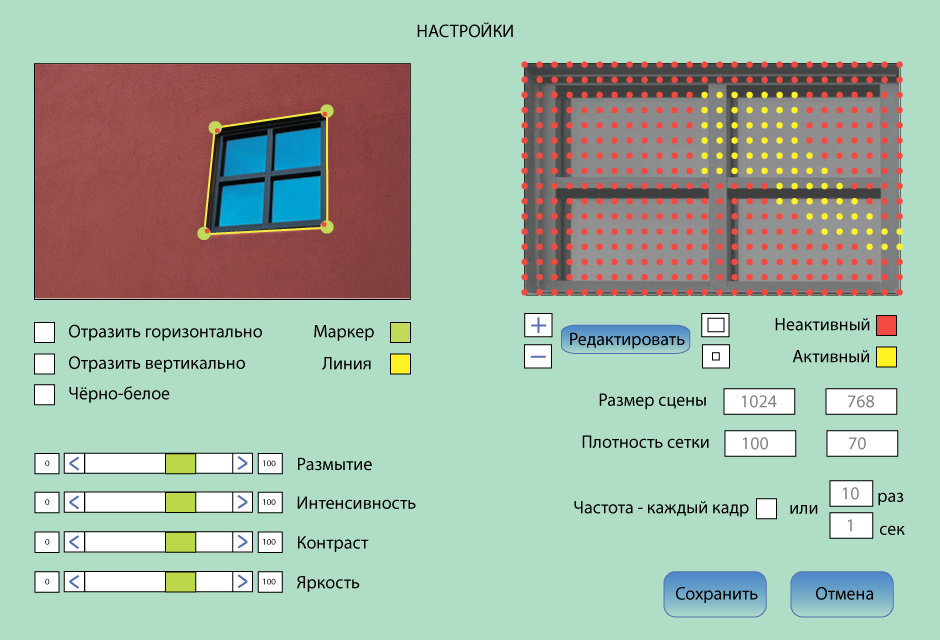 НАСТРОЙКИ
Отразить горизонтально
Маркер
Отразить вертикально
Линия
Чёрно-белое
0 < > 100 Размытие
0 < > 100 Интенсивность
0 < > 100 Контраст
0 < > 100 Яркость
+
−
Редактировать
Неактивный
Активный
Размер сцены 1024 768
Плотность сетки 100 70
Частота - каждый кадр или 10 раз
1 сек
Сохранить Отмена